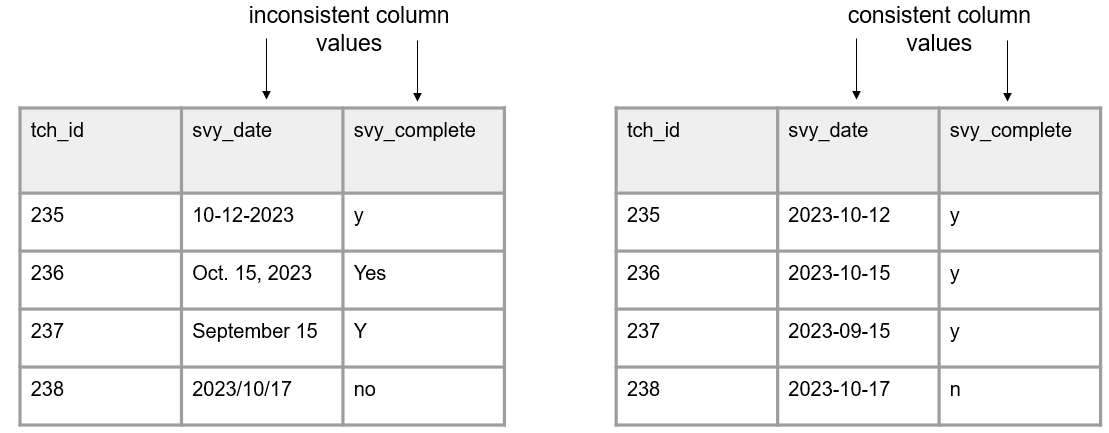 inconsistent column
values
tch_id svy_date svy_complete
235 10-12-2023 y
236 Oct. 15, 2023 Yes
237 September 15 Y
238 2023/10/17 no
consistent column
values
tch_id svy_date svy_complete
235 2023-10-12 y
236 2023-10-15 y
237 2023-09-15 y
238 2023-10-17 n